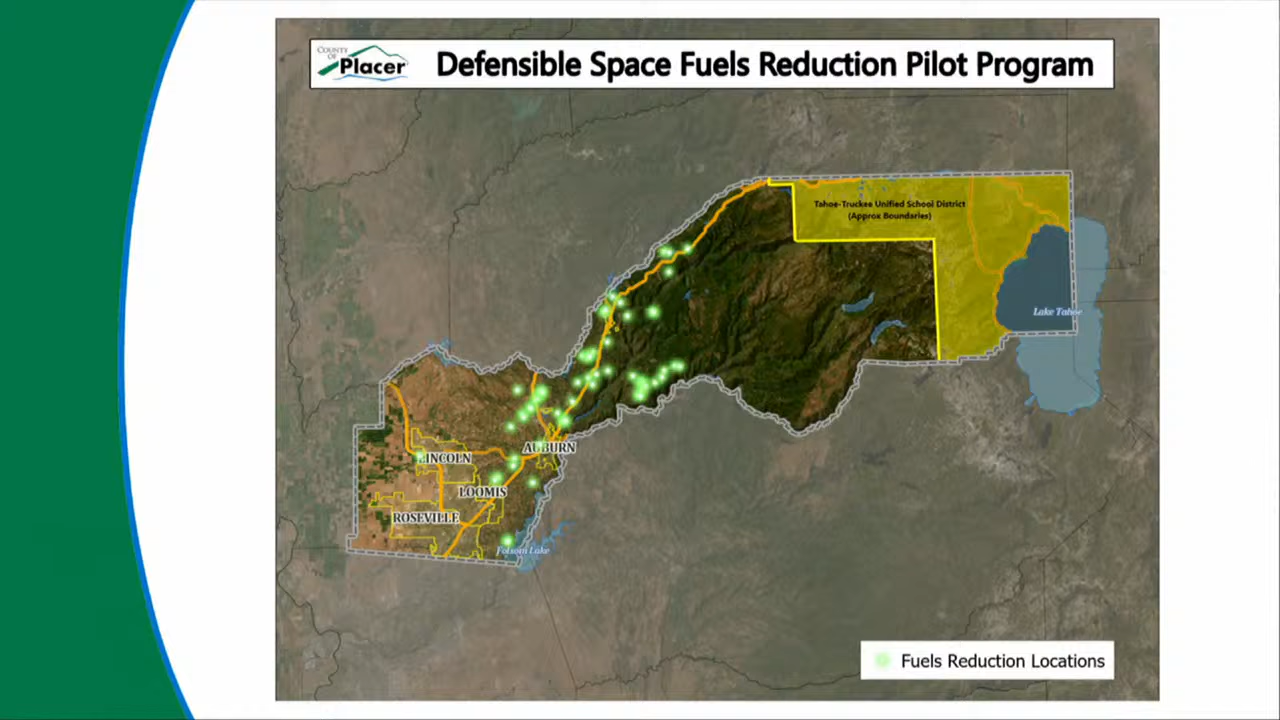 COUNTY
OF
Placer
Defensible Space Fuels Reduction Pilot Program
Tahoe-Truckee Unified School District
(Approx Boundaries)
Lake Tahoe
AUBURN
LINCOLN
LOOMIS
ROSEVILLE
Folsom Lake
Fuels Reduction Locations